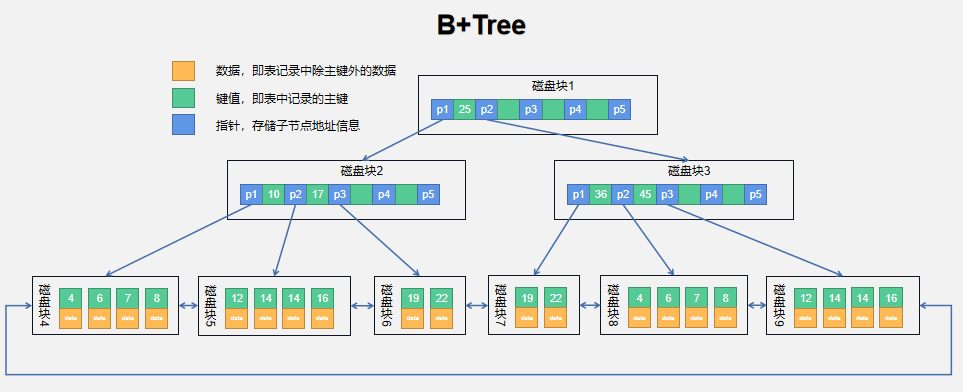 B+Tree
数据，即表记录中除主键外的数据
键值，即表中记录的主键
指针，存储子节点地址信息
磁盘块1
p1 25 p2 p3 p4 p5
磁盘块2
p1 10 p2 17 p3 p4 p5
磁盘块3
p1 36 p2 45 p3 p4 p5
磁盘块4
4 6 7 8
data data data data
磁盘块5
12 14 14 16
data data data data
磁盘块6
19 22
data data
磁盘块7
19 22
data data
磁盘块8
4 6 7 8
data data data data
磁盘块9
12 14 14 16
data data data data